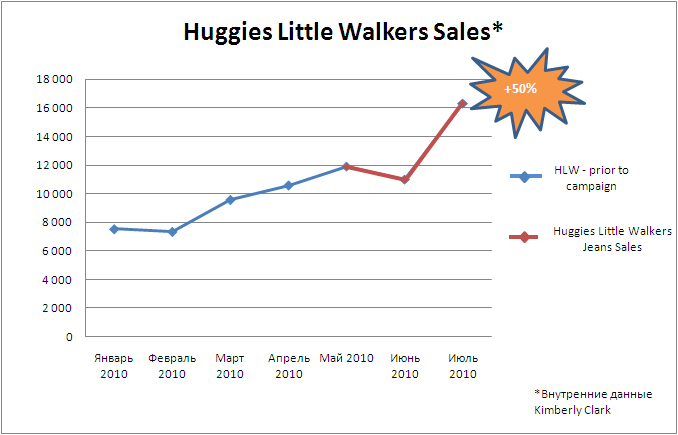 Huggies Little Walkers Sales*
+50%
18 000
16 000
14 000
12 000
10 000
8 000
6 000
4 000
2 000
0
Январь
2010
Февраль
2010
Март
2010
Апрель
2010
Май 2010
Июнь
2010
Июль
2010
HLW - prior to
campaign
Huggies Little Walkers
Jeans Sales
*Внутренние данные
Kimberly Clark